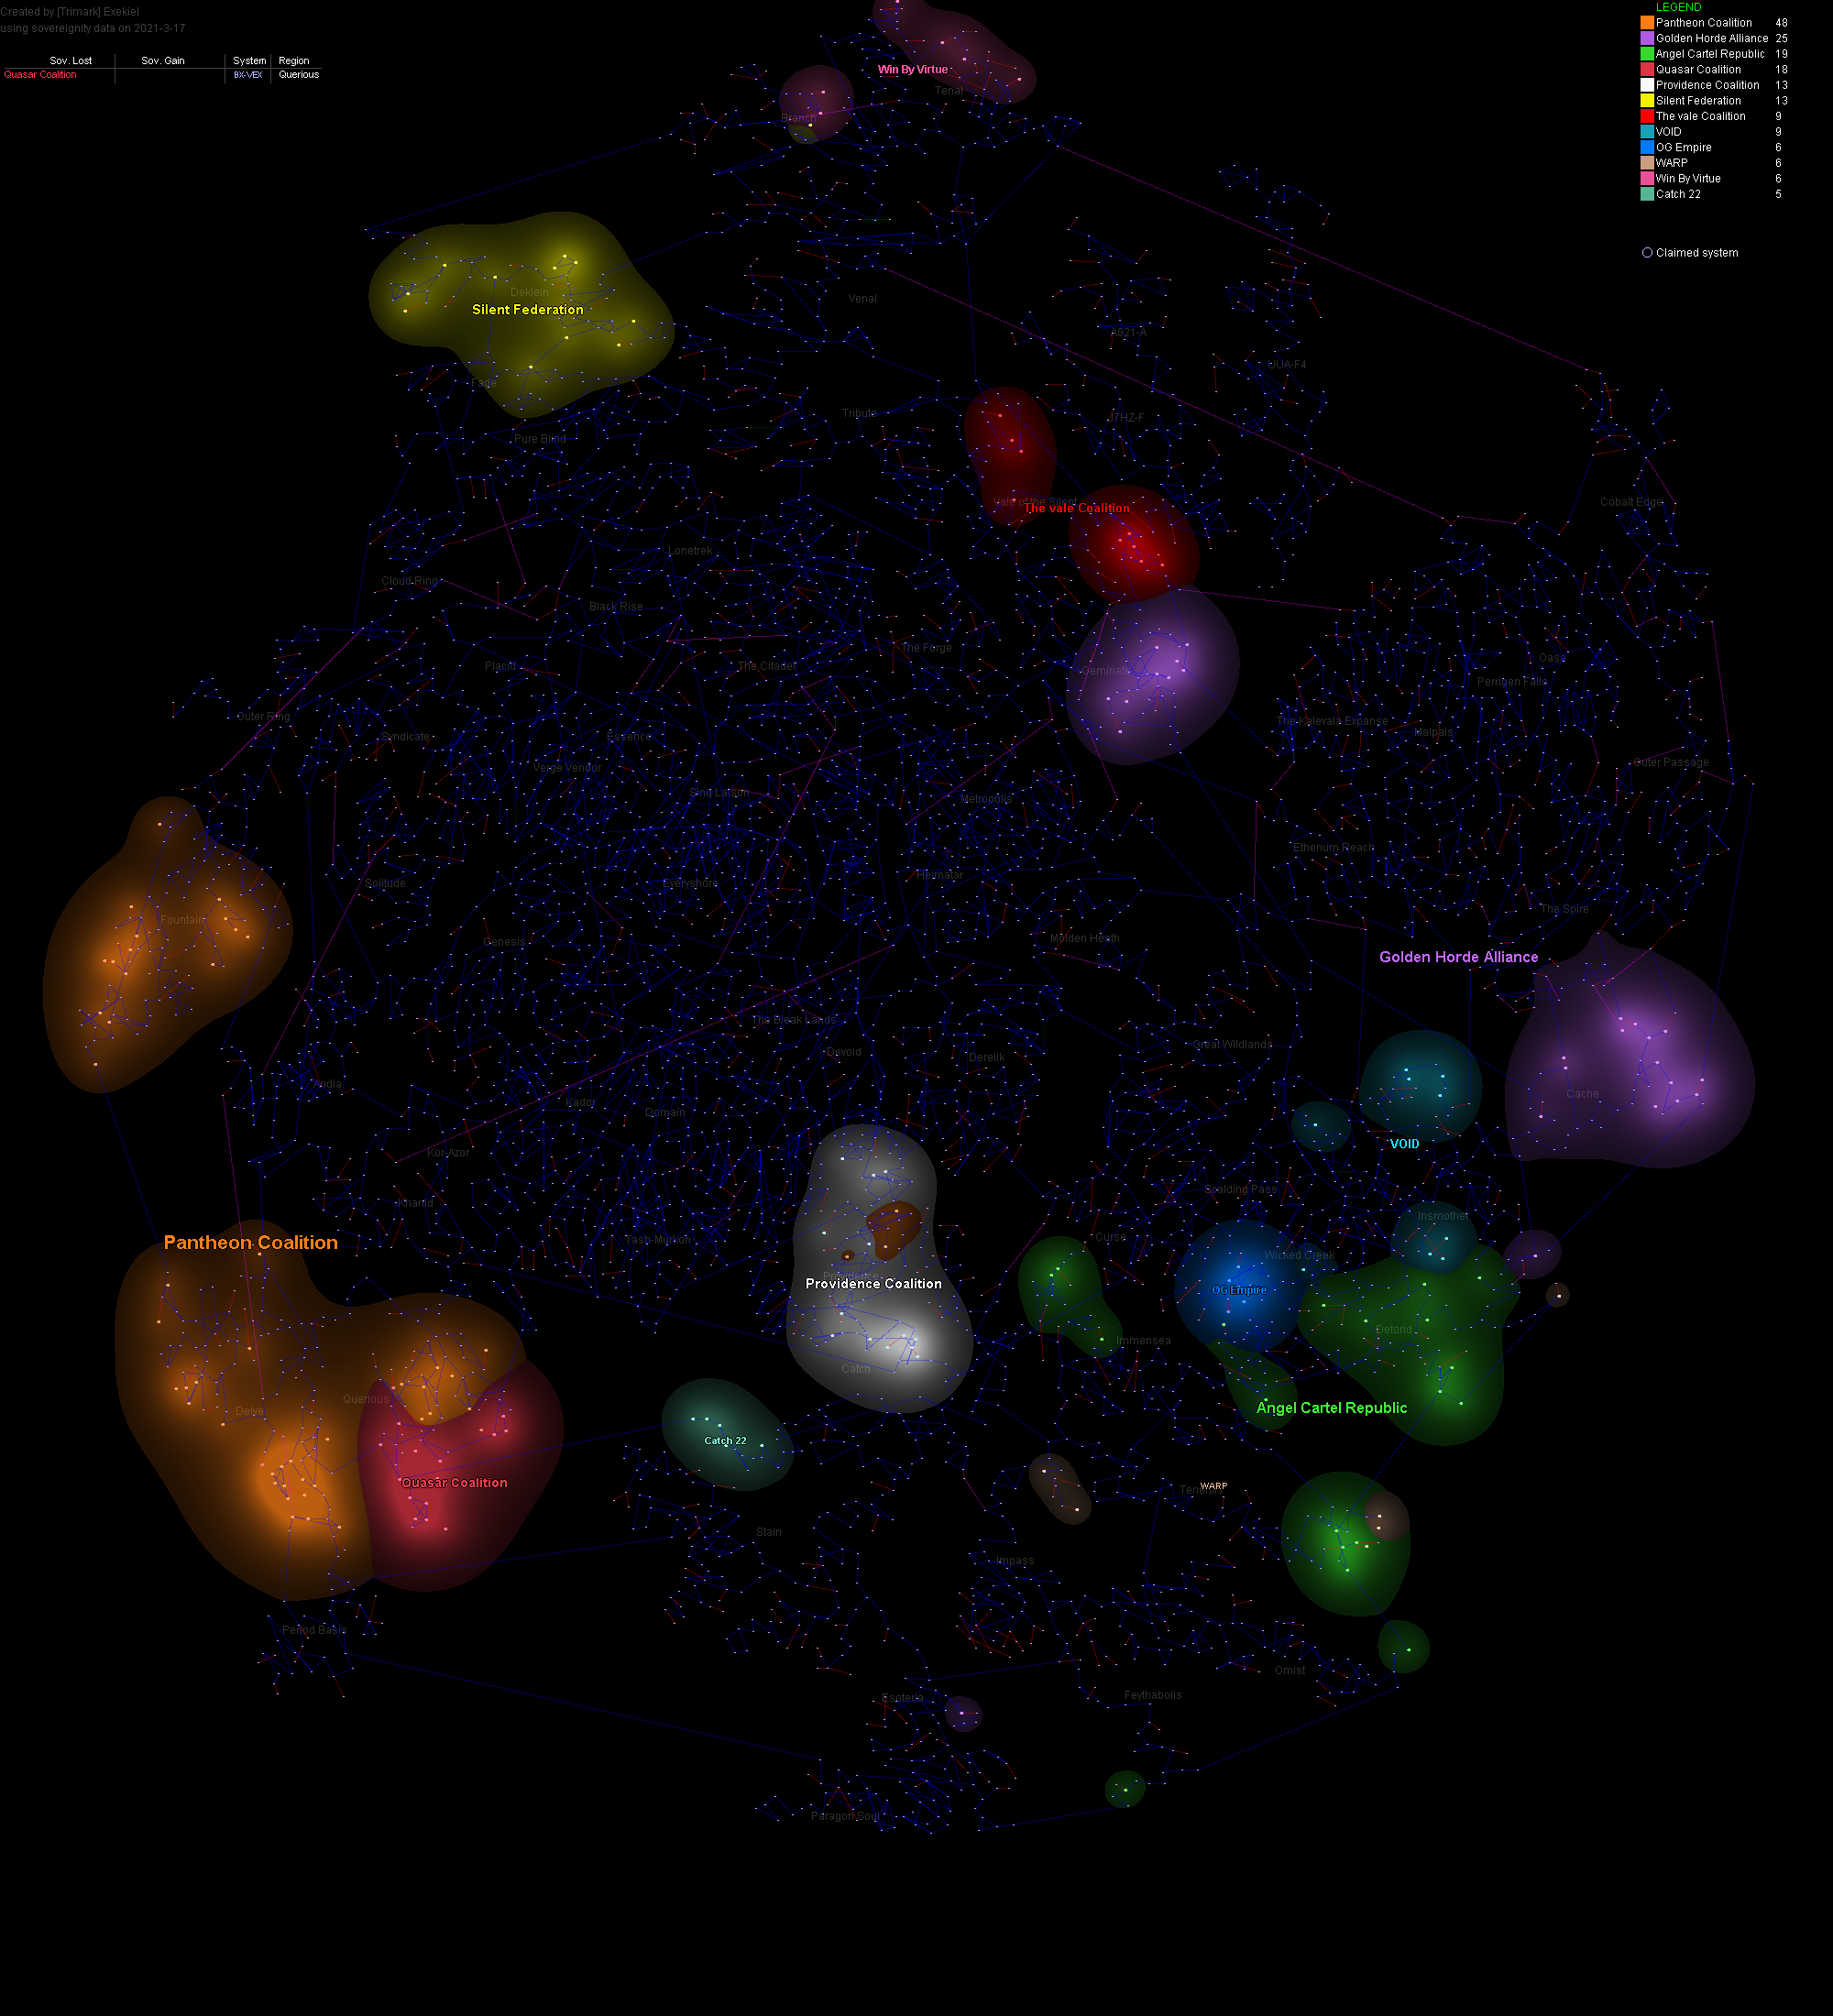 Created by [Trimark] Exekiel
using sovereignity data on 2021-3-17
Sov. Lost Sov. Gain System Region
Quasar Coalition BX-VEX Querious
LEGEND
Pantheon Coalition 48
Golden Horde Alliance 25
Angel Cartel Republic 19
Quasar Coalition 18
Providence Coalition 13
Silent Federation 13
The vale Coalition 9
VOID 9
OG Empire 6
WARP 6
Win By Virtue 6
Catch 22 5
Claimed system
Win By Virtue
Tenal
Branch
Deklein
Silent Federation
Venal
A821-A
UUA-F4
Fade
Tribute
J7HZ-F
Pure Blind
Vale of the Silent
The vale Coalition
Cobalt Edge
Lonetrek
Cloud Ring
Black Rise
The Forge
Placid
The Citadel
Geminate
Oasa
Perrigen Falls
Outer Ring
The Kalevala Expanse
Malpais
Syndicate
Essence
Outer Passage
Verge Vendor
Sinq Laison
Metropolis
Etherium Reach
Solitude
Everyshore
Heimatar
The Spire
Fountain
Genesis
Molden Heath
Golden Horde Alliance
The Bleak Lands
Devoid
Derelik
Great Wildlands
Aridia
Cache
Kador
Domain
VOID
Kor-Azor
Khanid
Scalding Pass
Insmother
Pantheon Coalition
Tash-Murkon
Curse
Wicked Creek
Providence Coalition
OG Empire
Detorid
Immensea
Catch
Querious
Delve
Angel Cartel Republic
Catch 22
Quasar Coalition
Tenerifis
WARP
Stain
Impass
Period Basis
Omist
Esoteria
Feythabolis
Paragon Soul